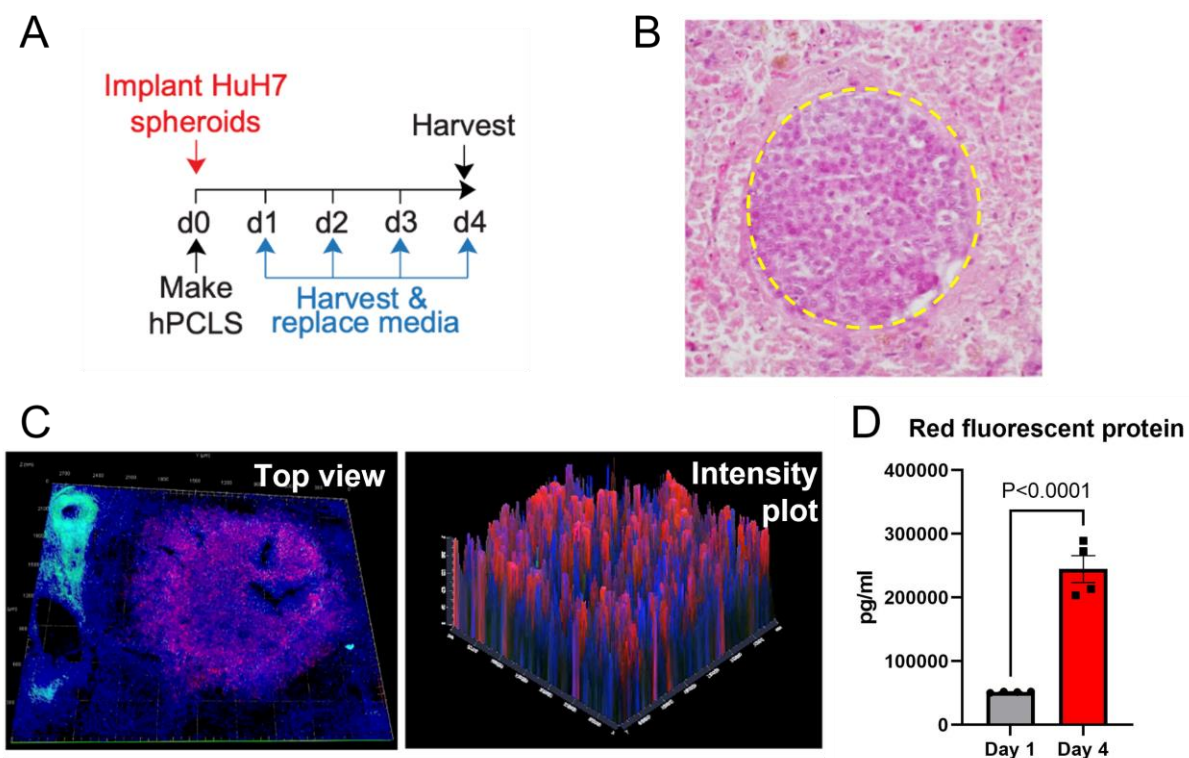 A
Implant HuH7
spheroids
Harvest
d0
d1
d2
d3
d4
Make
hPCLS
Harvest &
replace media
B
C
Top view
Intensity
plot
D
Red fluorescent protein
400000
300000
200000
100000
0
pg/ml
P<0.0001
Day 1
Day 4